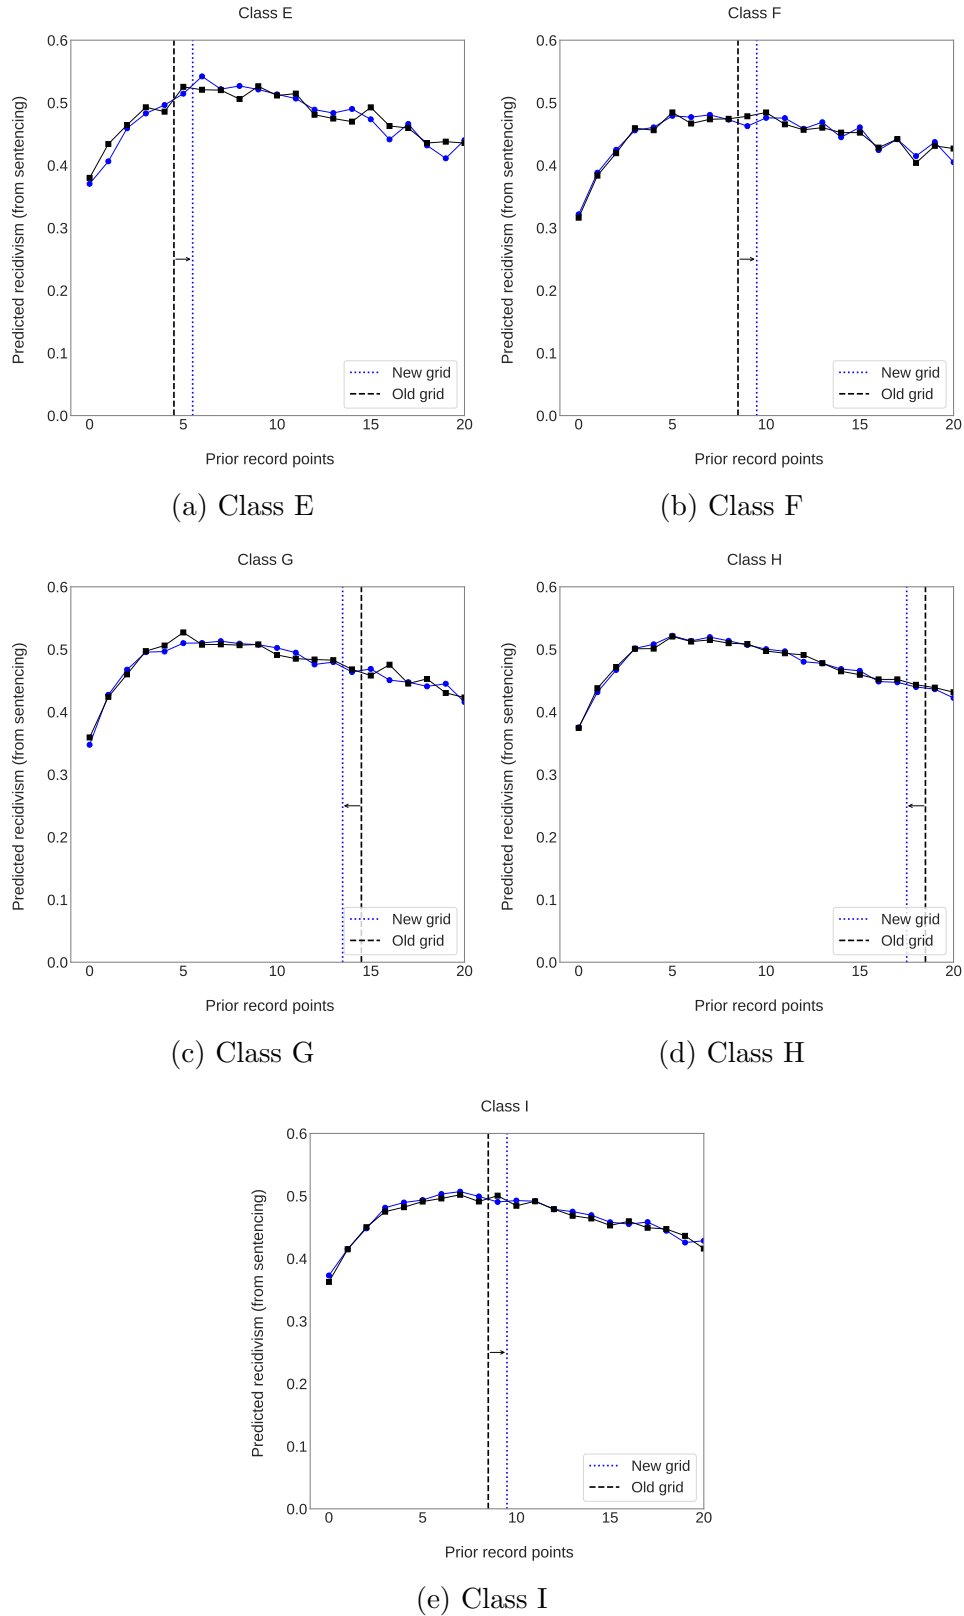 Class E
Predicted recidivism (from sentencing)
0.6
0.5
0.4
0.3
0.2
0.1
0.0
New grid
Old grid
0 5 10 15 20
Prior record points
(a) Class E
Class F
Predicted recidivism (from sentencing)
0.6
0.5
0.4
0.3
0.2
0.1
0.0
New grid
Old grid
0 5 10 15 20
Prior record points
(b) Class F
Class G
Predicted recidivism (from sentencing)
0.6
0.5
0.4
0.3
0.2
0.1
0.0
New grid
Old grid
0 5 10 15 20
Prior record points
(c) Class G
Class H
Predicted recidivism (from sentencing)
0.6
0.5
0.4
0.3
0.2
0.1
0.0
New grid
Old grid
0 5 10 15 20
Prior record points
(d) Class H
Class I
Predicted recidivism (from sentencing)
0.6
0.5
0.4
0.3
0.2
0.1
0.0
New grid
Old grid
0 5 10 15 20
Prior record points
(e) Class I